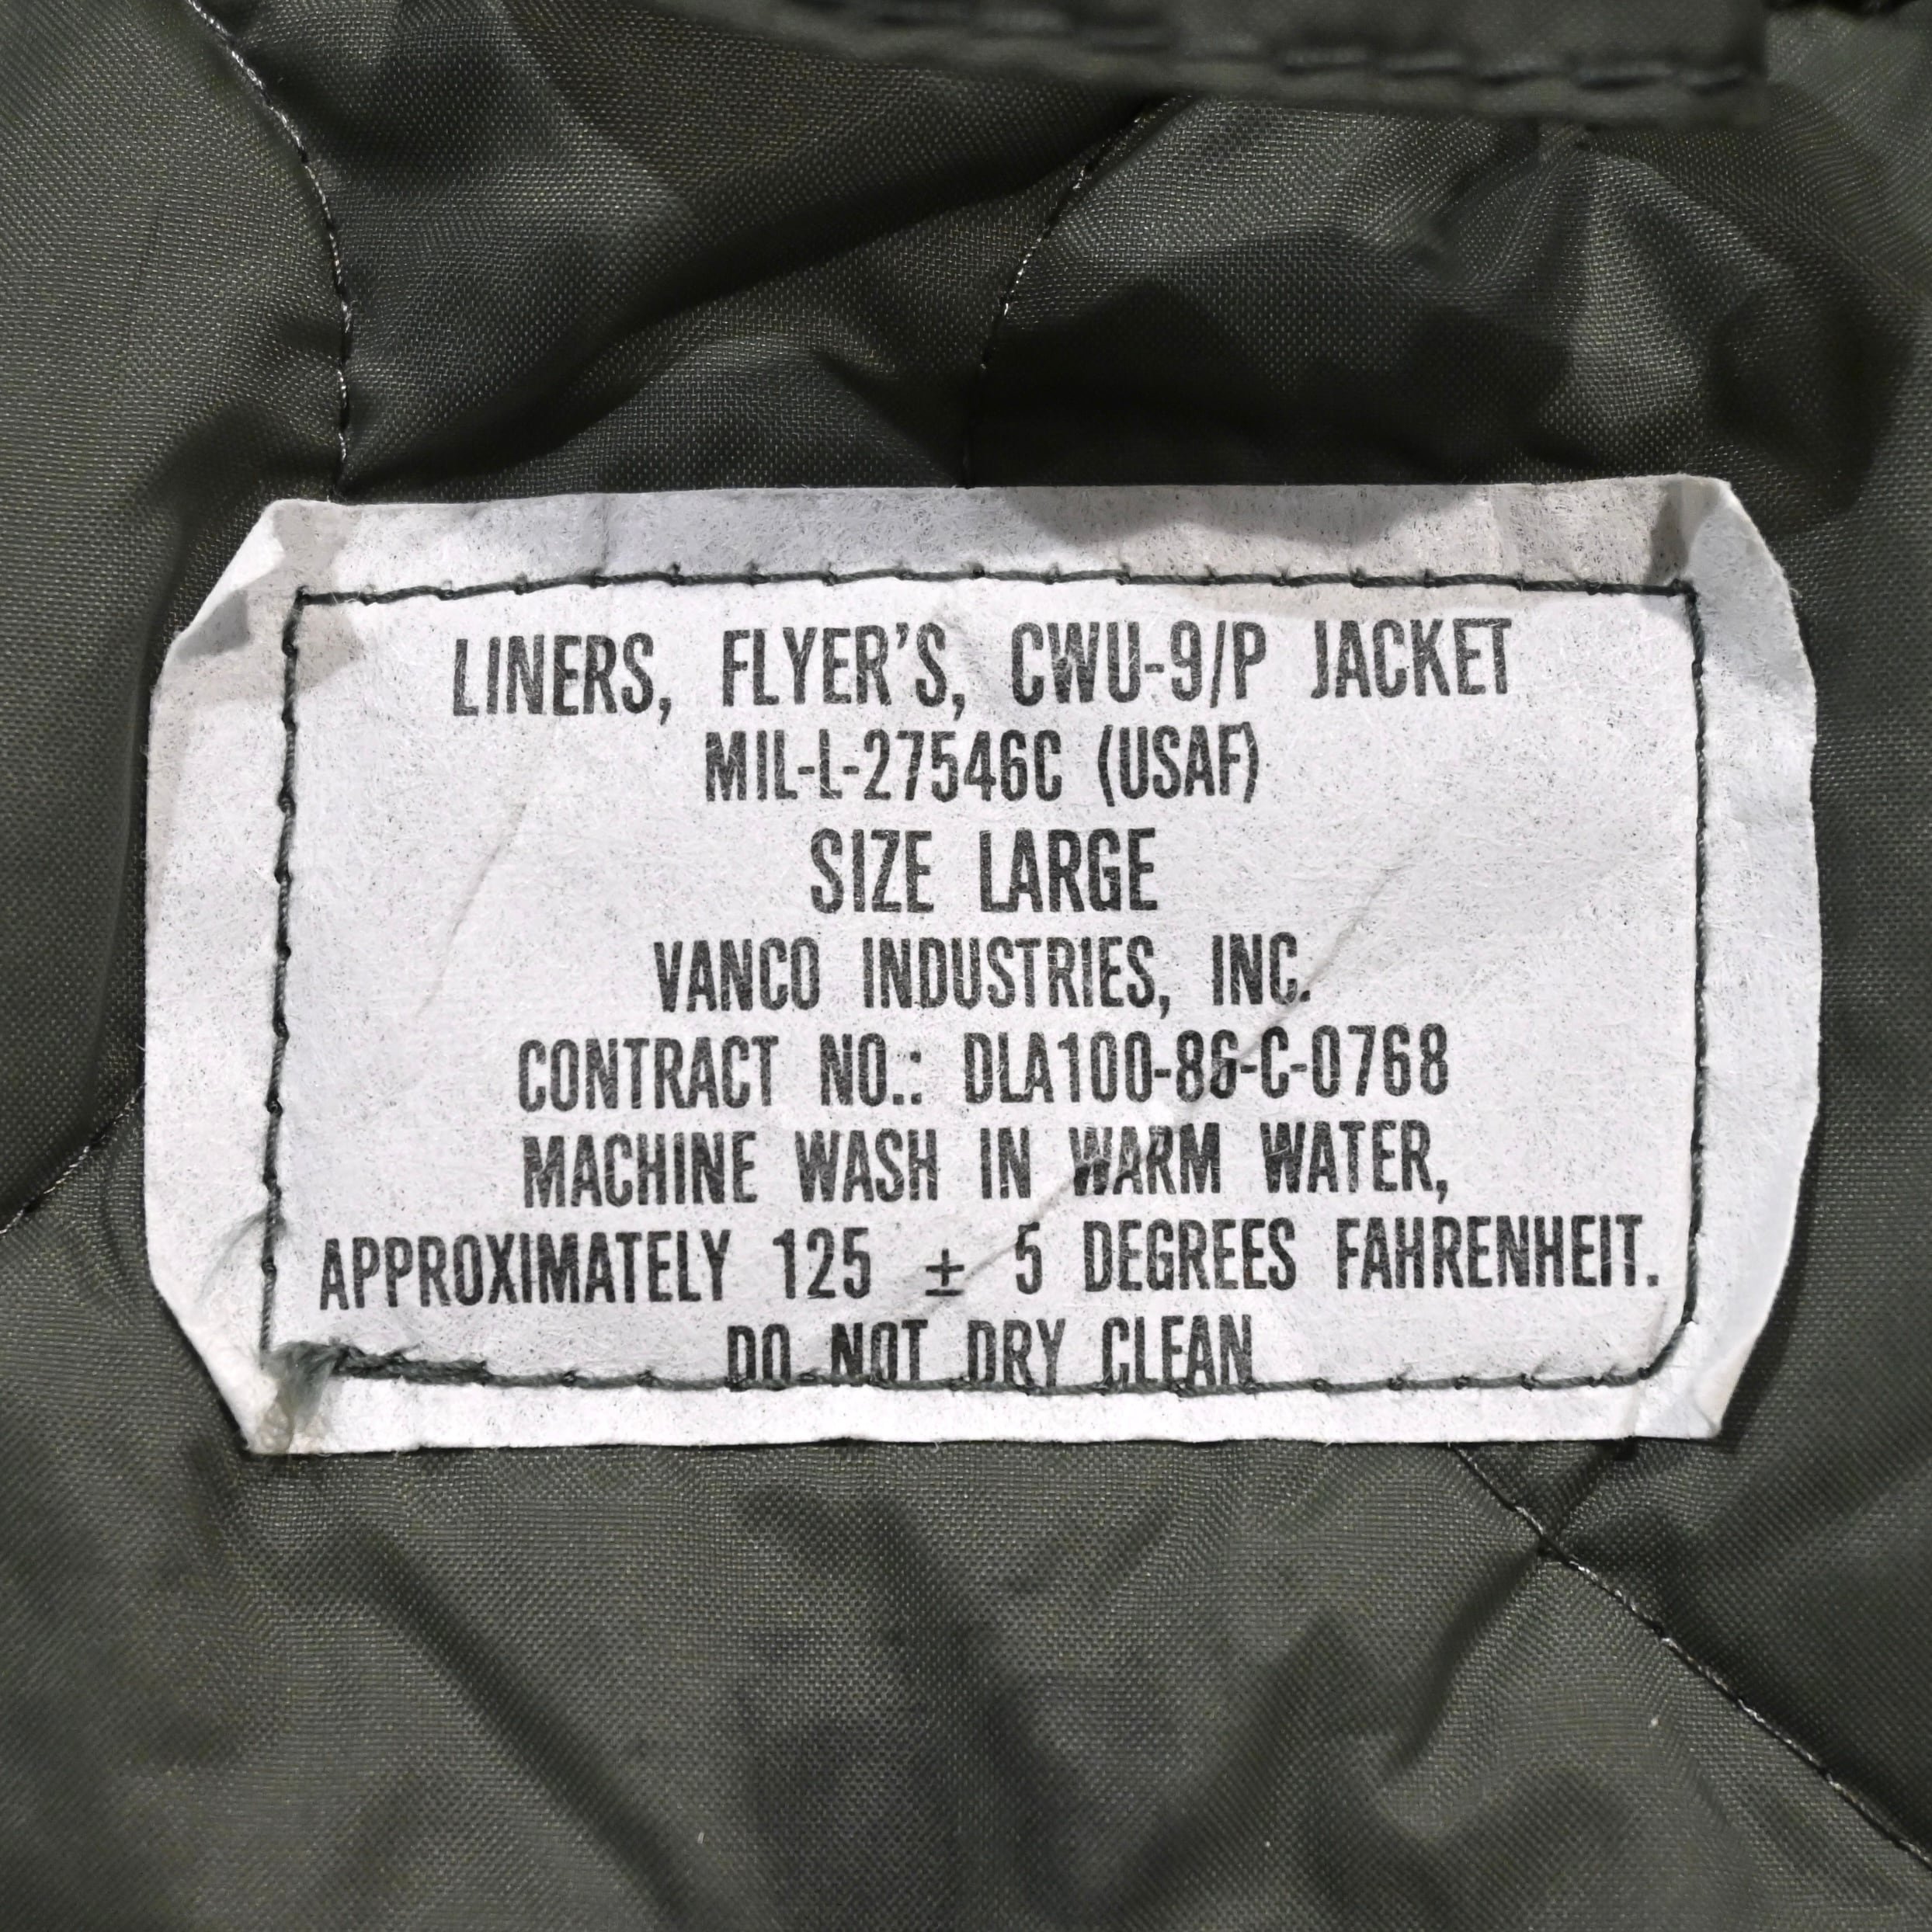 LINERS, FLYER'S, CWU-9/P JACKET
MIL-L-27546C (USAF)
SIZE LARGE
VANCO INDUSTRIES, INC.
CONTRACT NO.: DLA100-86-C-0768
MACHINE WASH IN WARM WATER,
APPROXIMATELY 125 ± 5 DEGREES FAHRENHEIT.
DO NOT DRY CLEAN